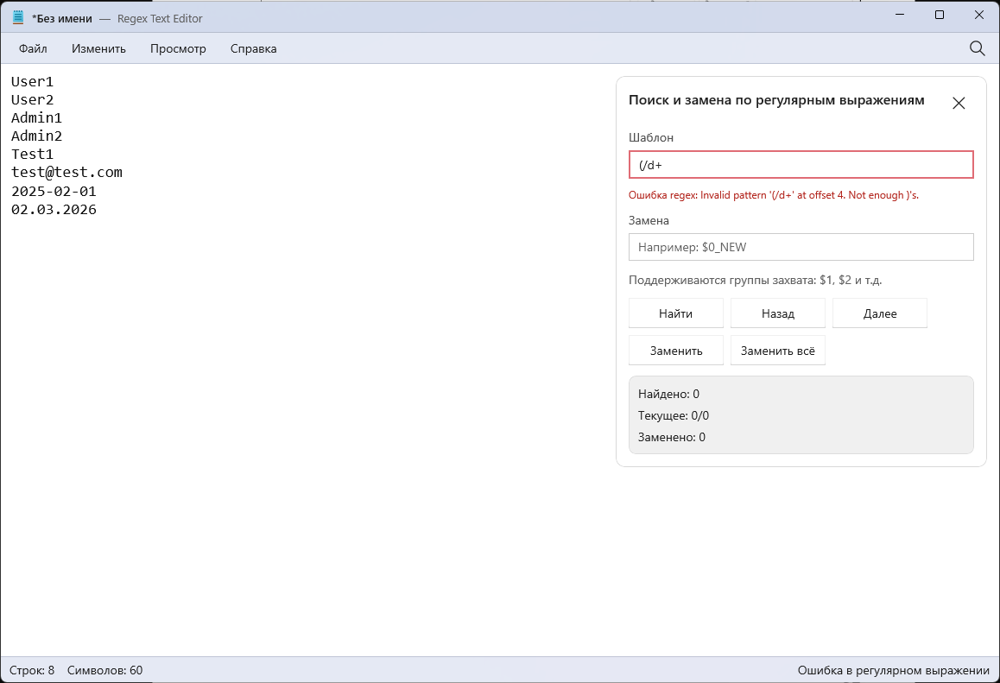 *Без имени — Regex Text Editor
Файл Изменить Просмотр Справка
User1
User2
Admin1
Admin2
Test1
test@test.com
2025-02-01
02.03.2026
Поиск и замена по регулярным выражениям
Шаблон
(/d+
Ошибка regex: Invalid pattern '(/d+' at offset 4. Not enough )'s.
Замена
Например: $0_NEW
Поддерживаются группы захвата: $1, $2 и т.д.
Найти Назад Далее
Заменить Заменить всё
Найдено: 0
Текущее: 0/0
Заменено: 0
Строк: 8 Символов: 60 Ошибка в регулярном выражении